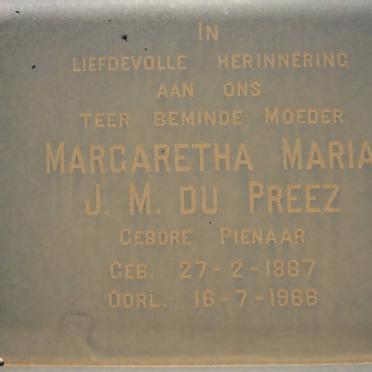 IN
LIEFDEVOLLE HERINNERING
AAN ONS
TEER BEMINDE MOEDER
MARGARETHA MARIA
J. M. DU PREEZ
GEBORE PIENAAR
GEB. 27-2-1887
OORL. 16-7-1966